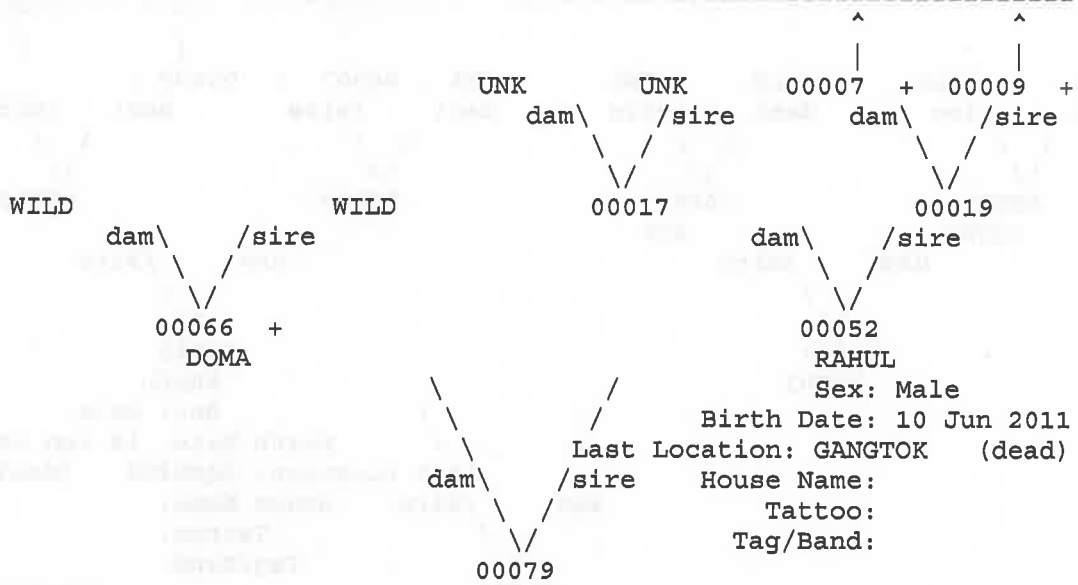 ^ ^
| |
UNK UNK 00007 + 00009 +
dam\ /sire dam\ /sire
\ / \ /
\/ \/
WILD WILD 00017 00019
dam\ /sire dam\ /sire
\ / \ /
\/ \/
00066 + 00052
DOMA RAHUL
\ / Sex: Male
\ / Birth Date: 10 Jun 2011
\ / Last Location: GANGTOK (dead)
dam\ /sire House Name:
\ / Tattoo:
\ / Tag/Band:
\/
00079